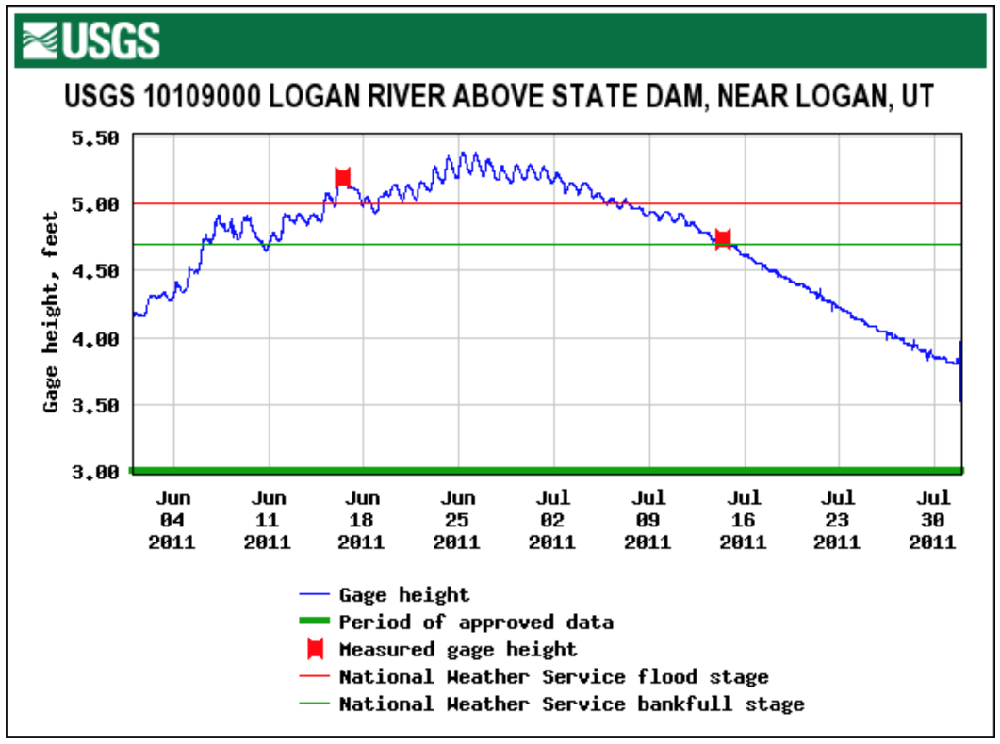 USGS
USGS 10109000 LOGAN RIVER ABOVE STATE DAM, NEAR LOGAN, UT
Gage height, feet
5.50
5.00
4.50
4.00
3.50
3.00
Jun 04 2011
Jun 11 2011
Jun 18 2011
Jun 25 2011
Jul 02 2011
Jul 09 2011
Jul 16 2011
Jul 23 2011
Jul 30 2011
Gage height
Period of approved data
Measured gage height
National Weather Service flood stage
National Weather Service bankfull stage